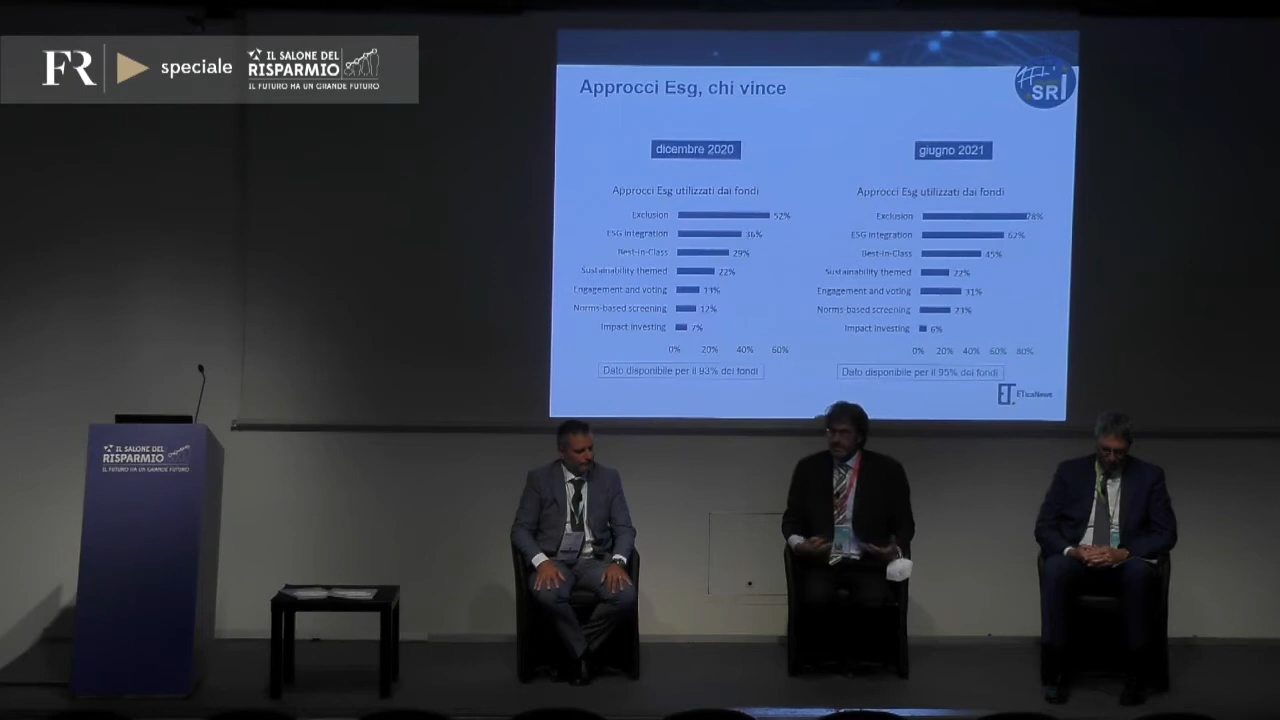 FR speciale IL SALONE DEL RISPARMIO
IL FUTURO HA UN GRANDE FUTURO
Approcci Esg, chi vince
SRI
dicembre 2020
Approcci Esg utilizzati dai fondi
Exclusion 52%
ESG integration 36%
Best-in-Class 29%
Sustainability themed 22%
Engagement and voting 13%
Norms-based screening 12%
Impact investing 7%
0% 20% 40% 60%
Dato disponibile per il 93% dei fondi
giugno 2021
Approcci Esg utilizzati dai fondi
Exclusion 78%
ESG integration 62%
Best-in-Class 45%
Sustainability themed 22%
Engagement and voting 31%
Norms-based screening 23%
Impact investing 6%
0% 20% 40% 60% 80%
Dato disponibile per il 95% dei fondi
ET. ETicaNews
IL SALONE DEL
RISPARMIO
IL FUTURO HA UN GRANDE FUTURO